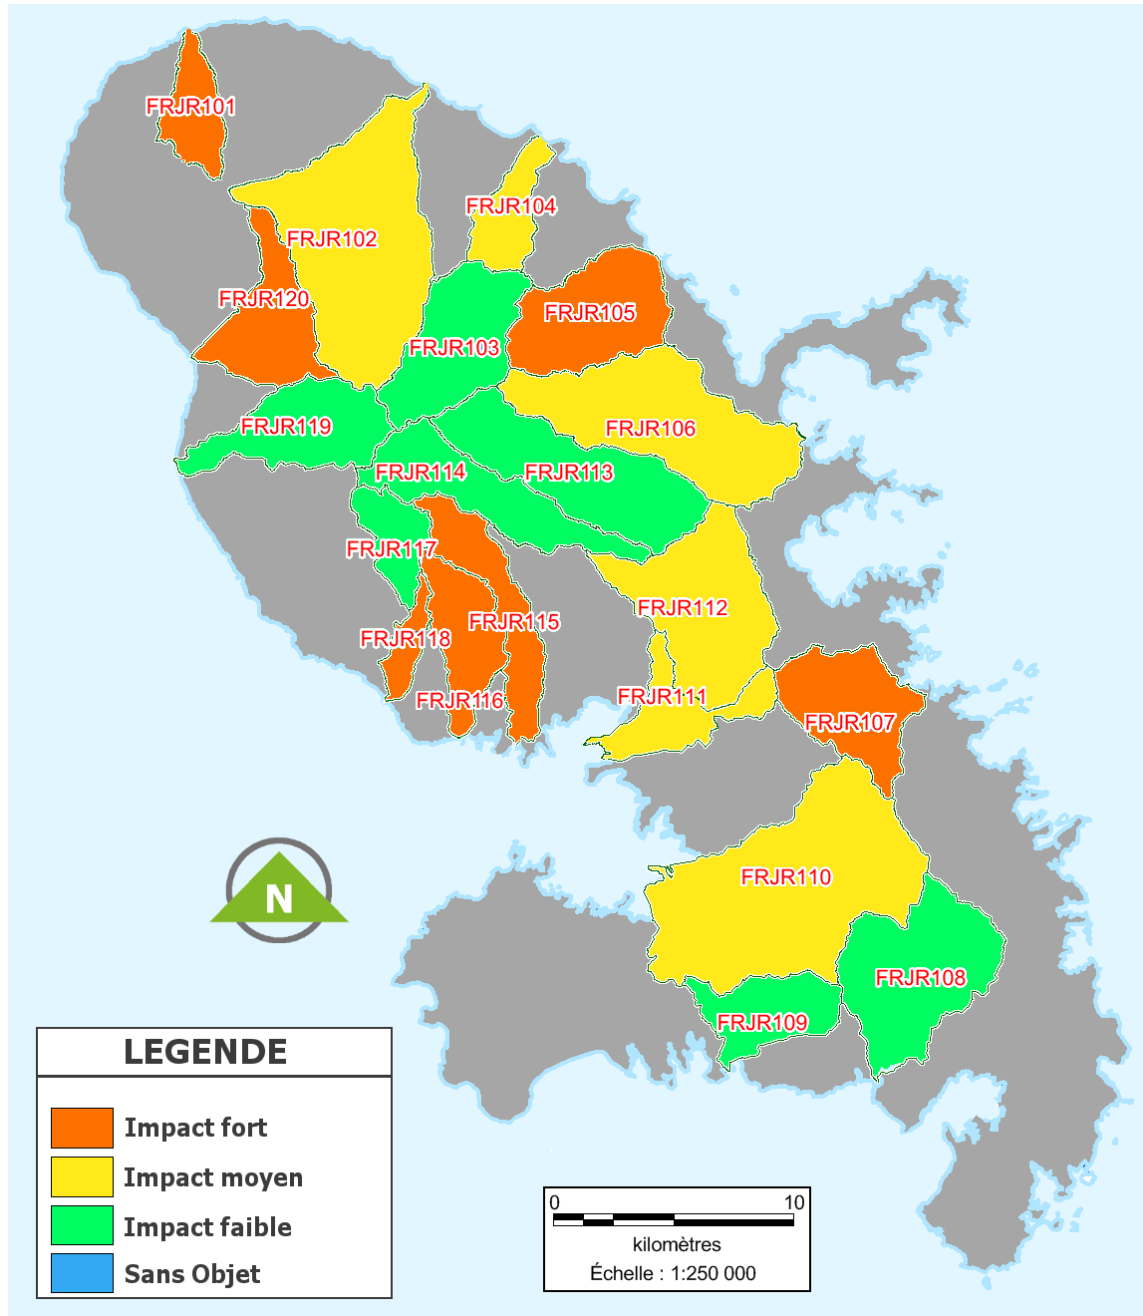 FRJR101
FRJR104
FRJR102
FRJR120
FRJR105
FRJR103
FRJR119
FRJR106
FRJR114
FRJR113
FRJR117
FRJR112
FRJR115
FRJR118
FRJR111
FRJR116
FRJR107
FRJR110
N
FRJR108
FRJR109
LEGENDE
Impact fort
Impact moyen
Impact faible
Sans Objet
0 10
kilomètres
Échelle : 1:250 000